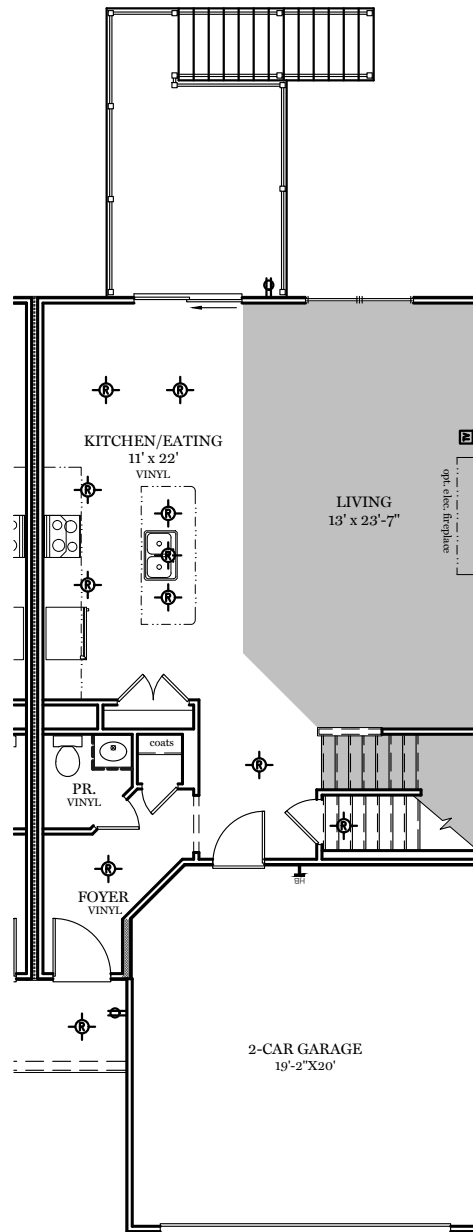 R R
KITCHEN/EATING
11' x 22'
VINYL
R
R
R
R
R
LIVING
13' x 23'-7"
opt. elec. fireplace
coats
PR.
VINYL
R
R
R
FOYER
VINYL
HB
R
2-CAR GARAGE
19'-2"X20'